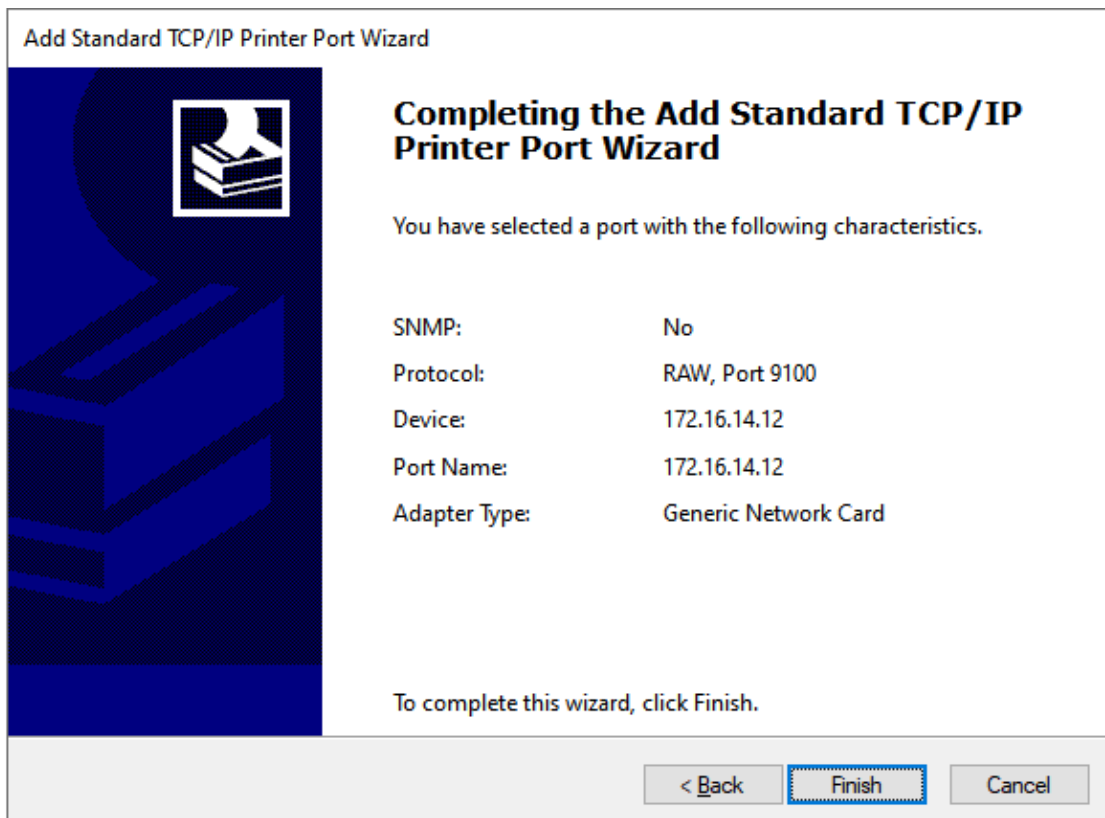 Add Standard TCP/IP Printer Port Wizard
Completing the Add Standard TCP/IP
Printer Port Wizard
You have selected a port with the following characteristics.
SNMP: No
Protocol: RAW, Port 9100
Device: 172.16.14.12
Port Name: 172.16.14.12
Adapter Type: Generic Network Card
To complete this wizard, click Finish.
< Back Finish Cancel